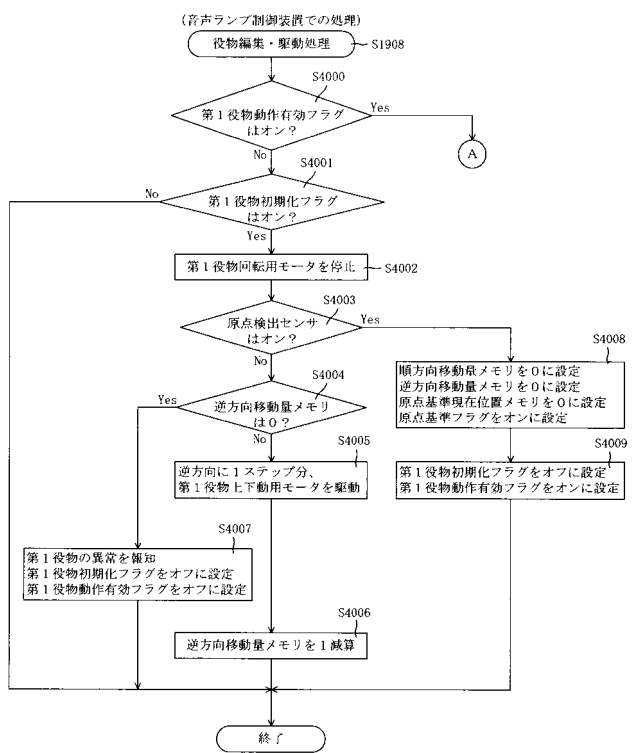 (音声ランプ制御装置での処理)
役物編集・駆動処理
S1908
S4000
第1役物動作有効フラグ
はオン?
Yes
A
No
S4001
No
第1役物初期化フラグ
はオン?
Yes
第1役物回転用モータを停止
S4002
S4003
原点検出センサ
はオン?
Yes
No
S4008
順方向移動量メモリを0に設定
逆方向移動量メモリを0に設定
原点基準現在位置メモリを0に設定
原点基準フラグをオンに設定
S4004
Yes
逆方向移動量メモリ
は0?
No
S4005
逆方向に1ステップ分、
第1役物上下動用モータを駆動
S4009
第1役物初期化フラグをオフに設定
第1役物動作有効フラグをオンに設定
S4007
第1役物の異常を報知
第1役物初期化フラグをオフに設定
第1役物動作有効フラグをオフに設定
S4006
逆方向移動量メモリを1減算
終了